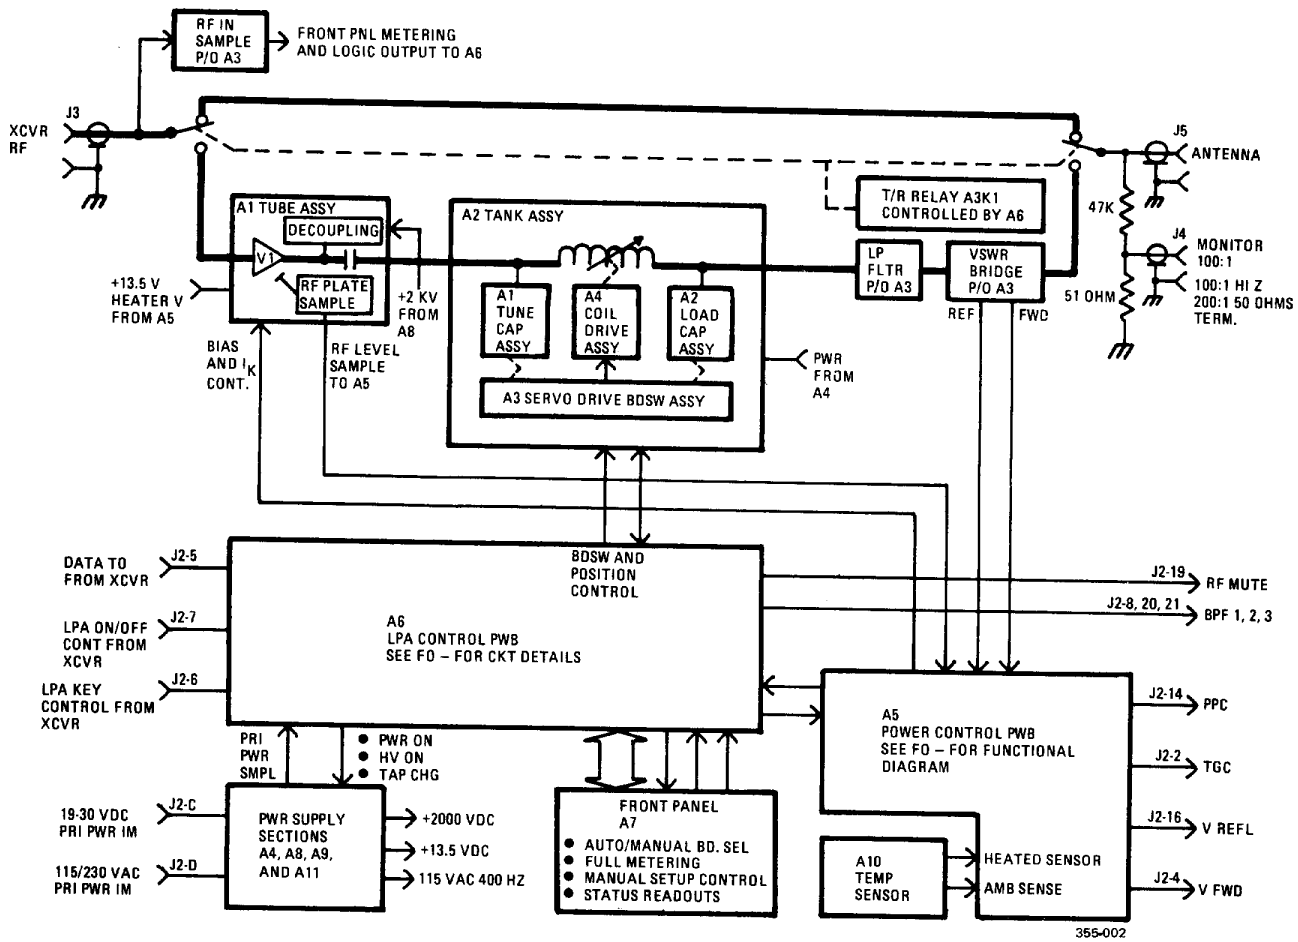 RF IN
SAMPLE
P/O A3
FRONT PNL METERING
AND LOGIC OUTPUT TO A6
J3
XCVR
RF
J5
ANTENNA
T/R RELAY A3K1
CONTROLLED BY A6
47K
J4
MONITOR
100:1
100:1 HI Z
200:1 50 OHMS
TERM.
51 OHM
A1 TUBE ASSY
DECOUPLING
V1
RF PLATE
SAMPLE
+13.5 V
HEATER V
FROM A5
+2 KV
FROM
A8
A2 TANK ASSY
A1
TUNE
CAP
ASSY
A4
COIL
DRIVE
ASSY
A2
LOAD
CAP
ASSY
A3 SERVO DRIVE BDSW ASSY
LP
FLTR
P/O A3
VSWR
BRIDGE
P/O A3
REF
FWD
PWR
FROM
A4
BIAS
AND IK
CONT.
RF LEVEL
SAMPLE
TO A5
BDSW AND
POSITION
CONTROL
DATA TO
FROM XCVR
J2-5
LPA ON/OFF
CONT FROM
XCVR
J2-7
LPA KEY
CONTROL FROM
XCVR
J2-6
A6
LPA CONTROL PWB
SEE FO – FOR CKT DETAILS
J2-19
RF MUTE
J2-8, 20, 21
BPF 1, 2, 3
A5
POWER CONTROL PWB
SEE FO – FOR FUNCTIONAL
DIAGRAM
J2-14
PPC
J2-2
TGC
J2-16
V REFL
J2-4
V FWD
PRI
PWR
SMPL
● PWR ON
● HV ON
● TAP CHG
19-30 VDC
PRI PWR IM
J2-C
115/230 VAC
PRI PWR IM
J2-D
PWR SUPPLY
SECTIONS
A4, A8, A9,
AND A11
+2000 VDC
+13.5 VDC
115 VAC 400 HZ
FRONT PANEL
A7
● AUTO/MANUAL BD. SEL
● FULL METERING
● MANUAL SETUP CONTROL
● STATUS READOUTS
A10
TEMP
SENSOR
HEATED SENSOR
AMB SENSE
355-002